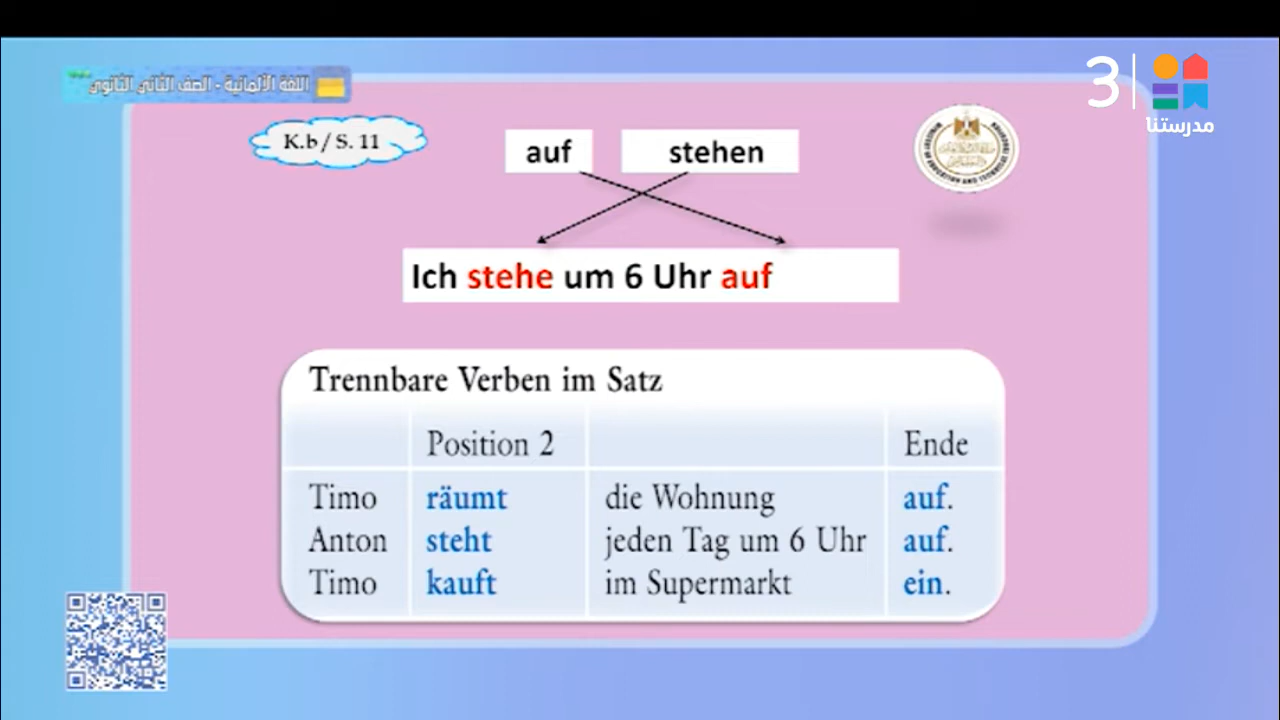 3
مدرستنا
اللغة الألمانية - الصف الثاني الثانوي
K.b / S. 11
auf stehen
Ich stehe um 6 Uhr auf
Trennbare Verben im Satz
Position 2 Ende
Timo räumt die Wohnung auf.
Anton steht jeden Tag um 6 Uhr auf.
Timo kauft im Supermarkt ein.